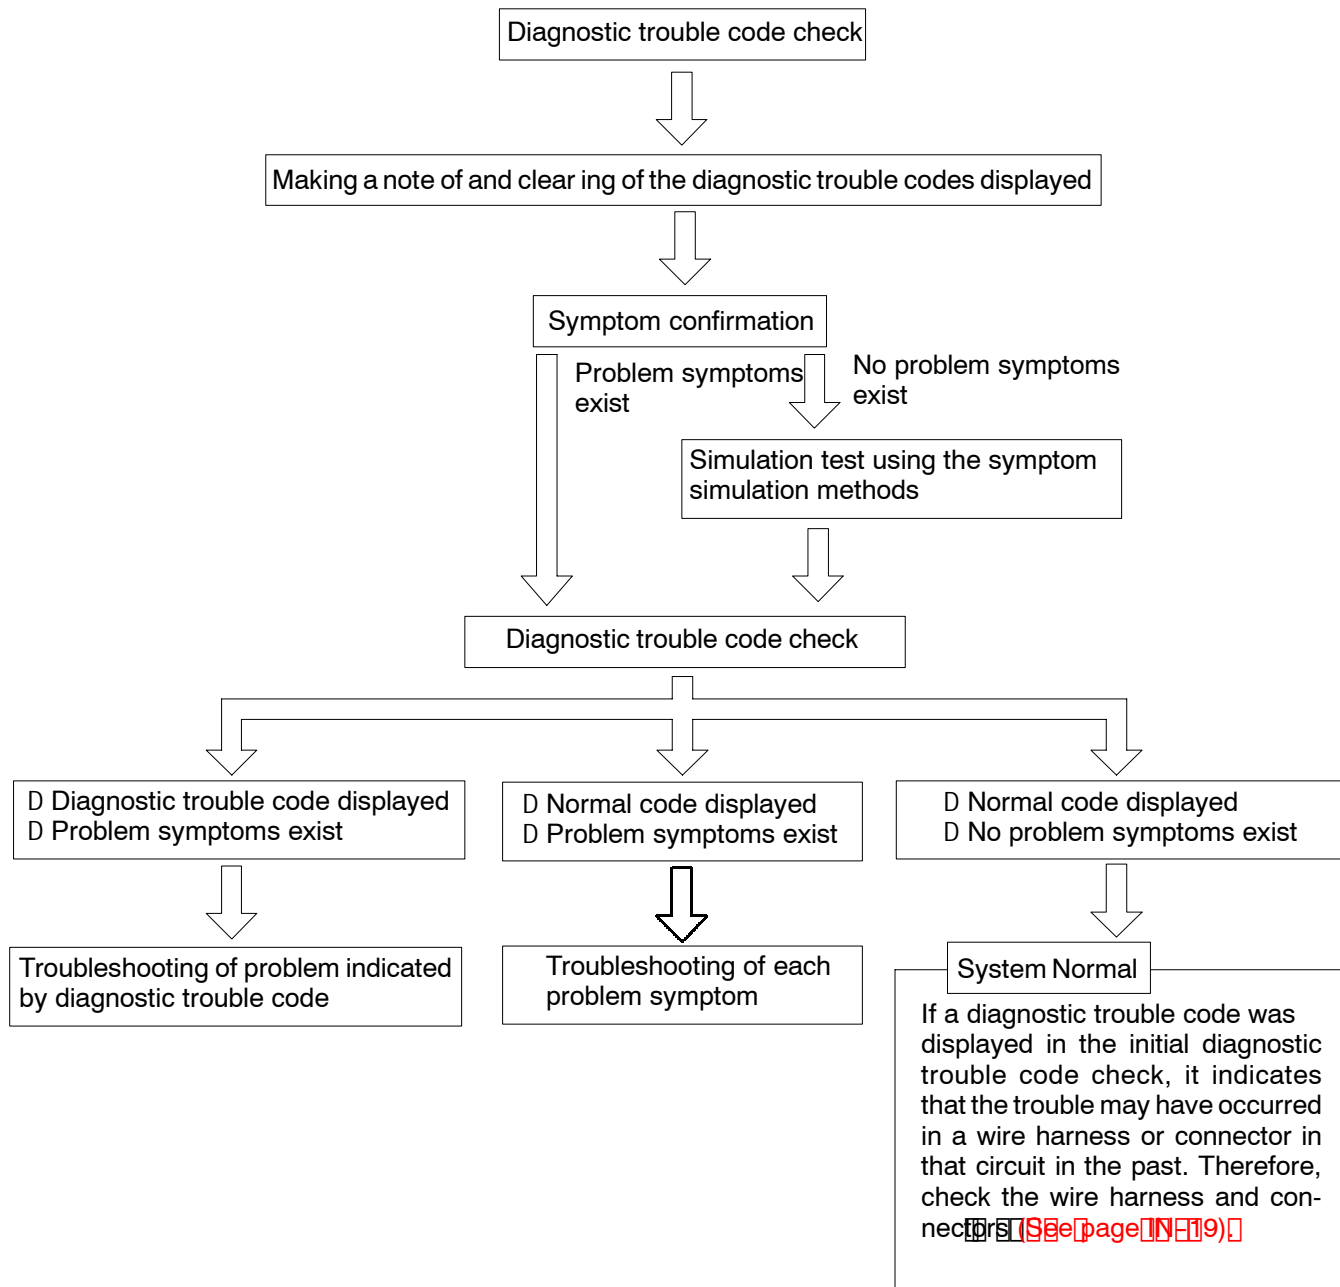 Diagnostic trouble code check
Making a note of and clear ing of the diagnostic trouble codes displayed
Symptom confirmation
Problem symptoms
exist
No problem symptoms
exist
Simulation test using the symptom
simulation methods
Diagnostic trouble code check
D Diagnostic trouble code displayed
D Problem symptoms exist
D Normal code displayed
D Problem symptoms exist
D Normal code displayed
D No problem symptoms exist
Troubleshooting of problem indicated
by diagnostic trouble code
Troubleshooting of each
problem symptom
System Normal
If a diagnostic trouble code was
displayed in the initial diagnostic
trouble code check, it indicates
that the trouble may have occurred
in a wire harness or connector in
that circuit in the past. Therefore,
check the wire harness and con-
nectors (See page IN-19).